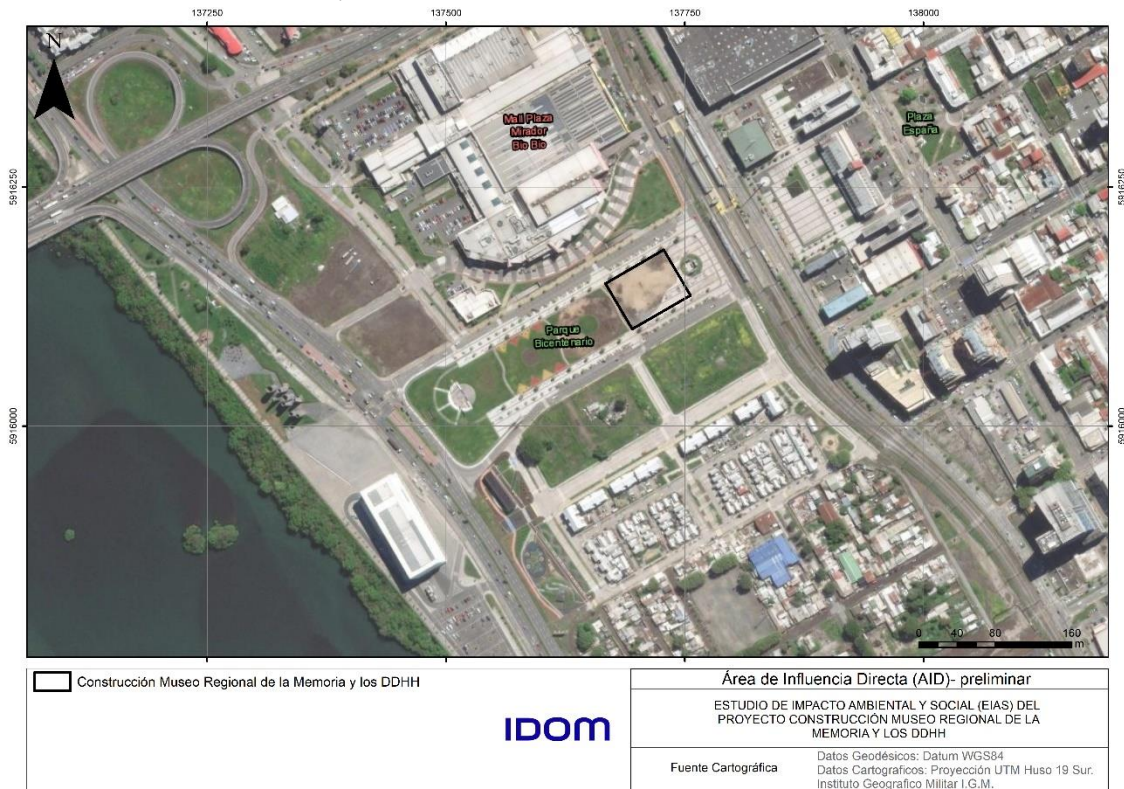 137250
137500
137750
138000
N
Mall Plaza
Mirador
Bio Bio
Plaza
España
5916250
5916250
Parque
Bicentenario
5916000
5916000
0 40 80 160
m
Construcción Museo Regional de la Memoria y los DDHH
IDOM
Área de Influencia Directa (AID)- preliminar
ESTUDIO DE IMPACTO AMBIENTAL Y SOCIAL (EIAS) DEL
PROYECTO CONSTRUCCIÓN MUSEO REGIONAL DE LA
MEMORIA Y LOS DDHH
Fuente Cartográfica
Datos Geodésicos: Datum WGS84
Datos Cartograficos: Proyección UTM Huso 19 Sur.
Instituto Geografico Militar I.G.M.